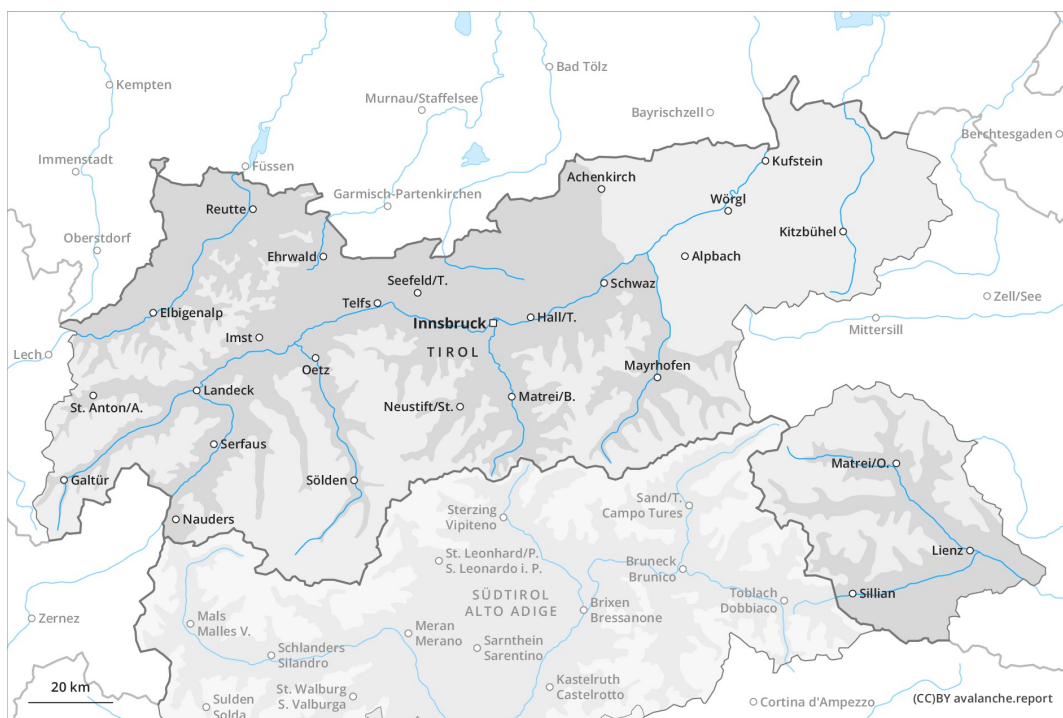 Kempten
Bad Tölz
Murnau/Staffelsee
Bayrischzell
Berchtesgaden
Immenstadt
Füssen
Kufstein
Achenkirch
Garmisch-Partenkirchen
Reutte
Wörgl
Kitzbühel
Oberstdorf
Ehrwald
Alpbach
Seefeld/T.
Schwaz
Zell/See
Telfs
Elbigenalp
Innsbruck
Hall/T.
Mittersill
Imst
TIROL
Lech
Oetz
Mayrhofen
Landeck
St. Anton/A.
Neustift/St.
Matrei/B.
Serfaus
Matrei/O.
Galtür
Sölden
Sand/T.
Campo Tures
Sterzing
Vipiteno
Nauders
St. Leonhard/P.
S. Leonardo i. P.
Lienz
Bruneck
Brunico
SÜDTIROL
ALTO ADIGE
Sillian
Toblach
Dobbiaco
Brixen
Bressanone
Zernez
Mals
Malles V.
Meran
Merano
Sarnthein
Sarentino
Schlanders
Silandro
20 km
St. Walburg
S. Valburga
Kastelruth
Castelrotto
Sulden
Solda
Cortina d'Ampezzo
(CC)BY avalanche.report